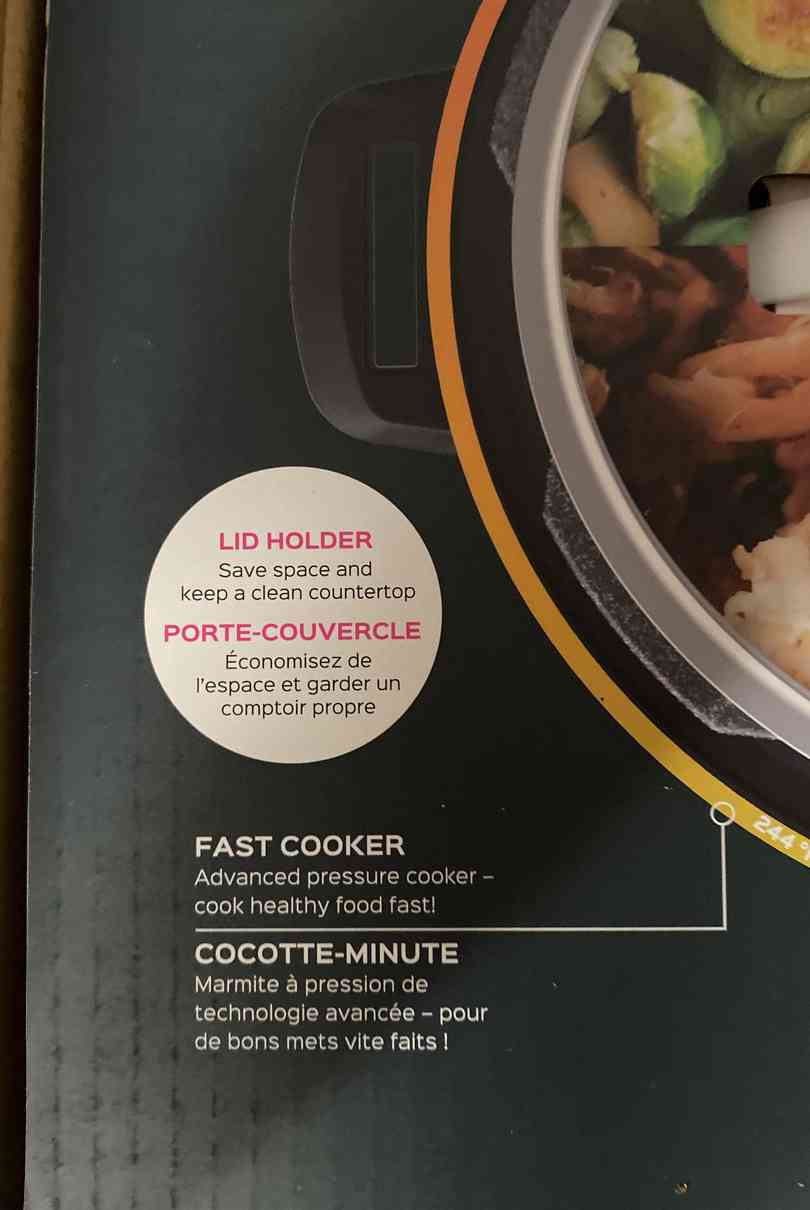 LID HOLDER
Save space and
keep a clean countertop
PORTE-COUVERCLE
Économisez de
l'espace et garder un
comptoir propre
FAST COOKER
Advanced pressure cooker –
cook healthy food fast!
COCOTTE-MINUTE
Marmite à pression de
technologie avancée – pour
de bons mets vite faits !
244 °